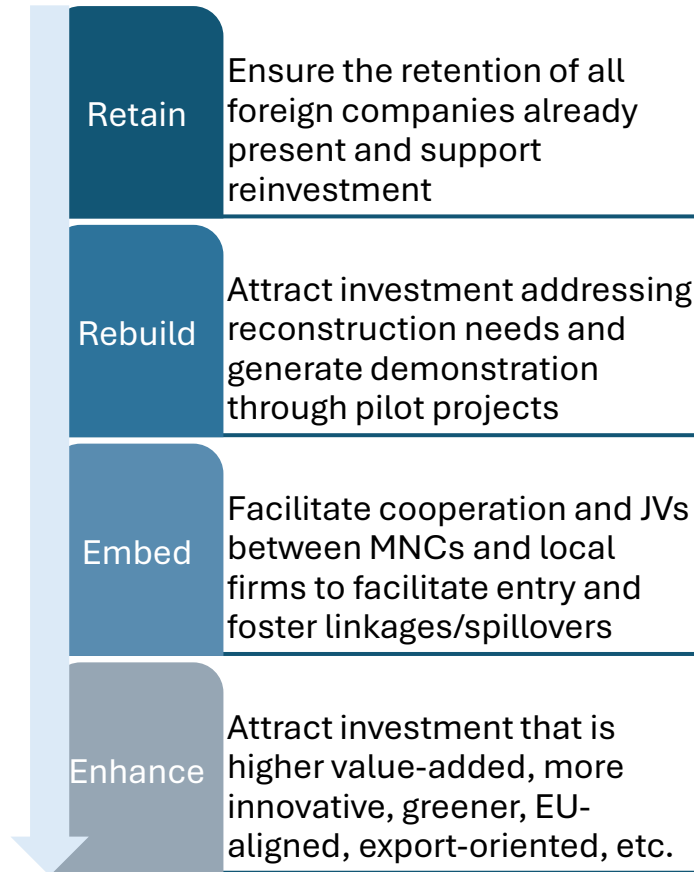 Retain
Ensure the retention of all
foreign companies already
present and support
reinvestment
Rebuild
Attract investment addressing
reconstruction needs and
generate demonstration
through pilot projects
Embed
Facilitate cooperation and JVs
between MNCs and local
firms to facilitate entry and
foster linkages/spillovers
Enhance
Attract investment that is
higher value-added, more
innovative, greener, EU-
aligned, export-oriented, etc.